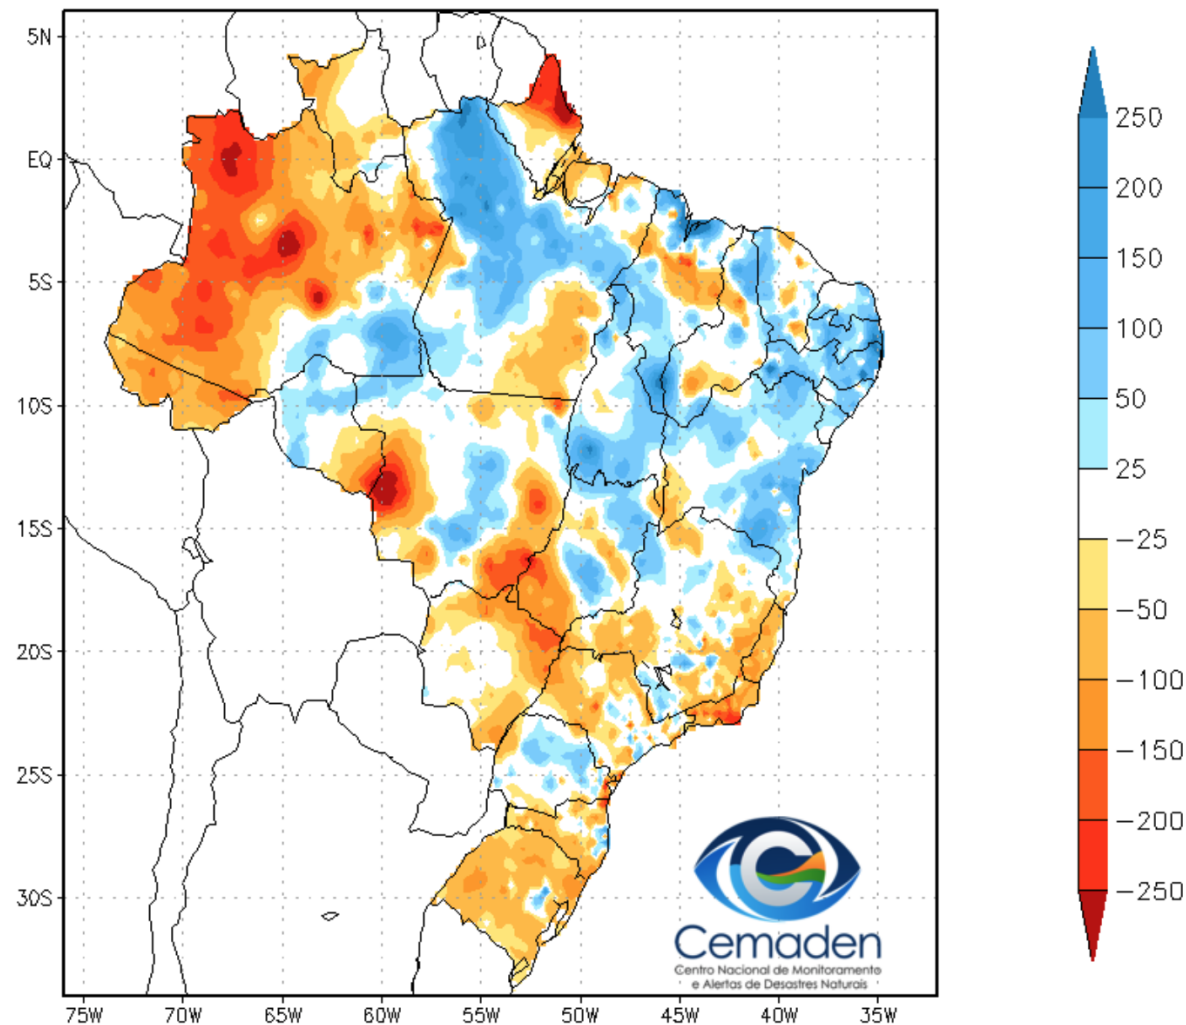 5N
EQ
5S
10S
15S
20S
25S
30S
75W 70W 65W 60W 55W 50W 45W 40W 35W
250
200
150
100
50
25
−25
−50
−100
−150
−200
−250
Cemaden
Centro Nacional de Monitoramento
e Alertas de Desastres Naturais